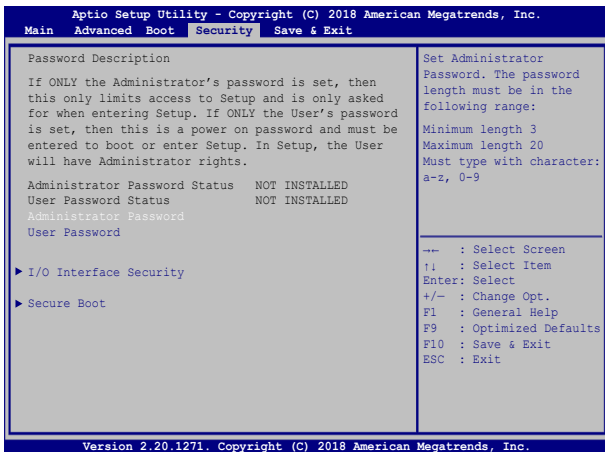 Aptio Setup Utility - Copyright (C) 2018 American Megatrends, Inc.
Main Advanced Boot Security Save & Exit
Password Description
If ONLY the Administrator's password is set, then
this only limits access to Setup and is only asked
for when entering Setup. If ONLY the User's password
is set, then this is a power on password and must be
entered to boot or enter Setup. In Setup, the User
will have Administrator rights.
Administrator Password Status NOT INSTALLED
User Password Status NOT INSTALLED
Administrator Password
User Password
▶ I/O Interface Security
▶ Secure Boot
Set Administrator
Password. The password
length must be in the
following range:
Minimum length 3
Maximum length 20
Must type with character:
a-z, 0-9
→← : Select Screen
↑↓ : Select Item
Enter: Select
+/— : Change Opt.
F1 : General Help
F9 : Optimized Defaults
F10 : Save & Exit
ESC : Exit
Version 2.20.1271. Copyright (C) 2018 American Megatrends, Inc.